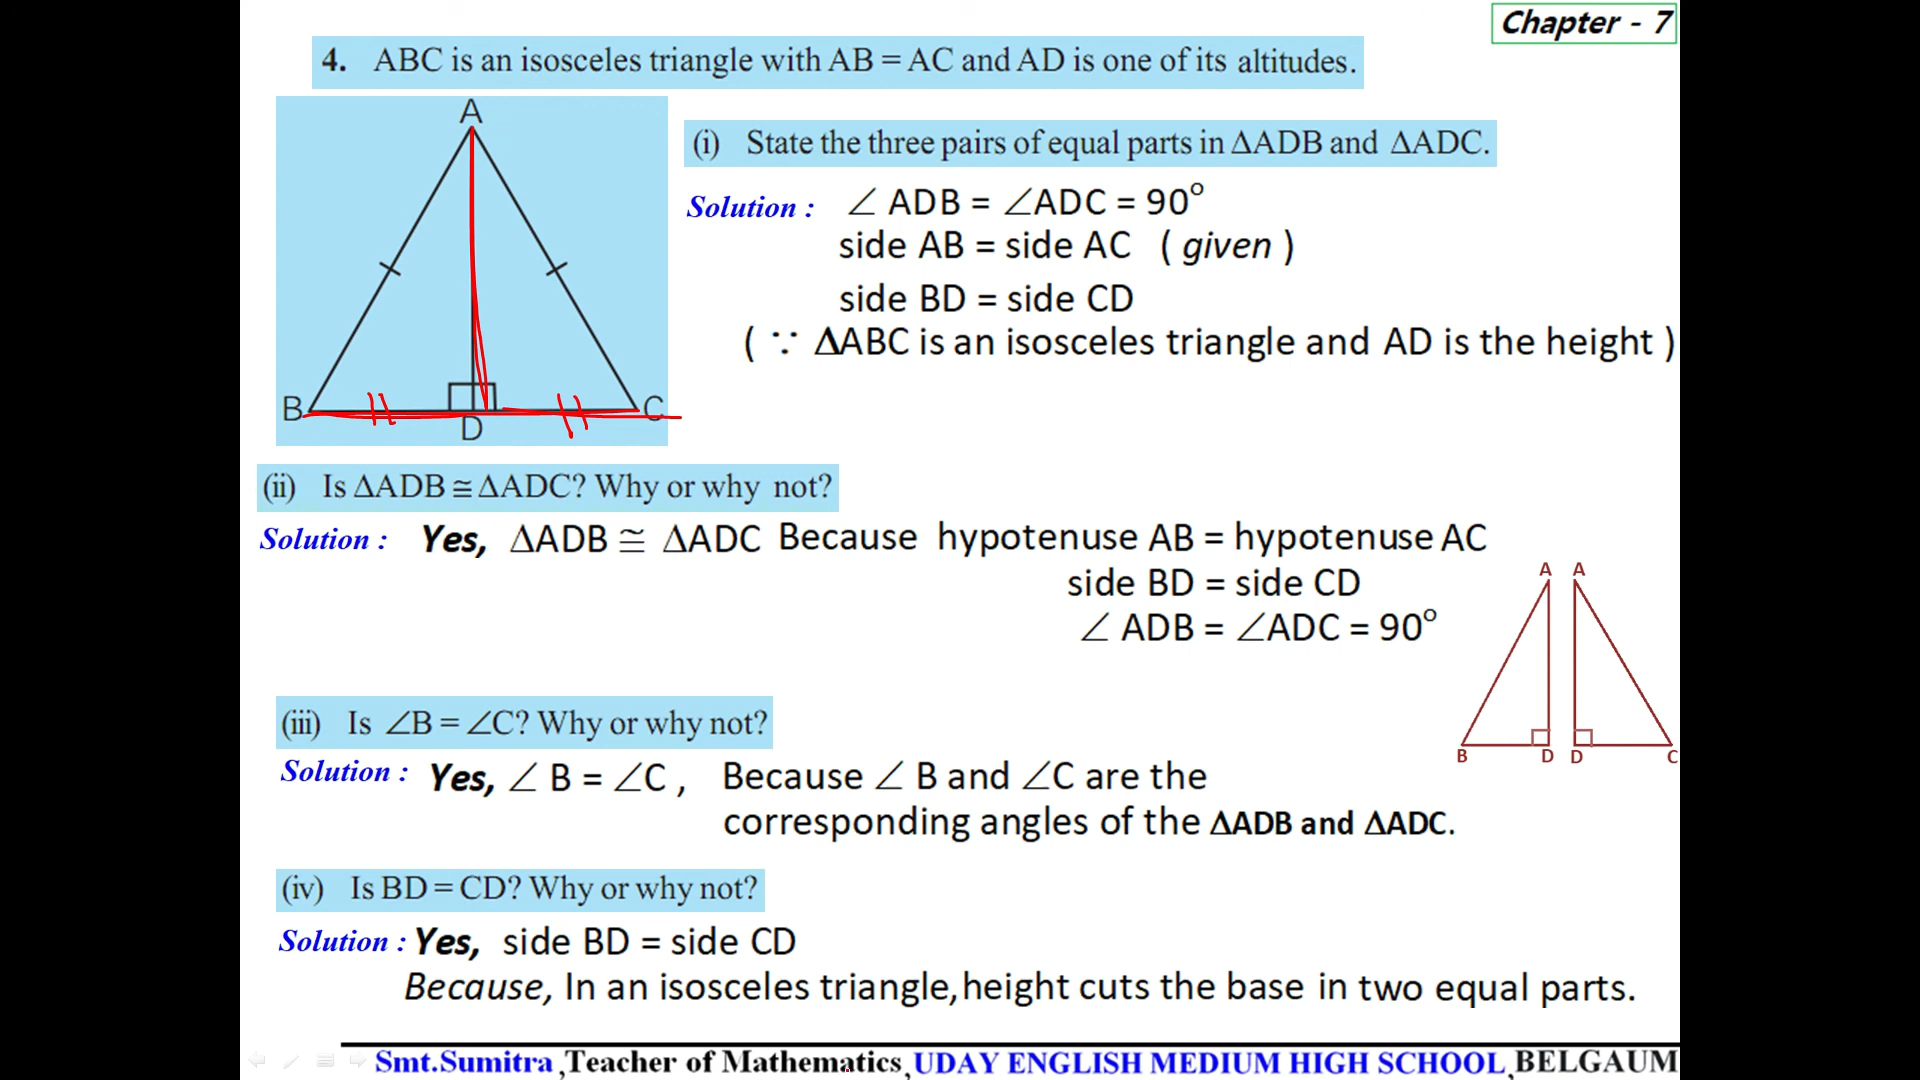 Chapter - 7
4. ABC is an isosceles triangle with AB = AC and AD is one of its altitudes.
A
B
D
C
(i) State the three pairs of equal parts in ΔADB and ΔADC.
Solution : ∠ ADB = ∠ADC = 90°
side AB = side AC ( given )
side BD = side CD
( ∵ ΔABC is an isosceles triangle and AD is the height )
(ii) Is ΔADB ≅ ΔADC? Why or why not?
Solution : Yes, ΔADB ≅ ΔADC Because hypotenuse AB = hypotenuse AC
side BD = side CD
∠ ADB = ∠ADC = 90°
A A
B D D C
(iii) Is ∠B = ∠C? Why or why not?
Solution : Yes, ∠ B = ∠C , Because ∠ B and ∠C are the
corresponding angles of the ΔADB and ΔADC.
(iv) Is BD = CD? Why or why not?
Solution : Yes, side BD = side CD
Because, In an isosceles triangle, height cuts the base in two equal parts.
Smt.Sumitra ,Teacher of Mathematics, UDAY ENGLISH MEDIUM HIGH SCHOOL, BELGAUM